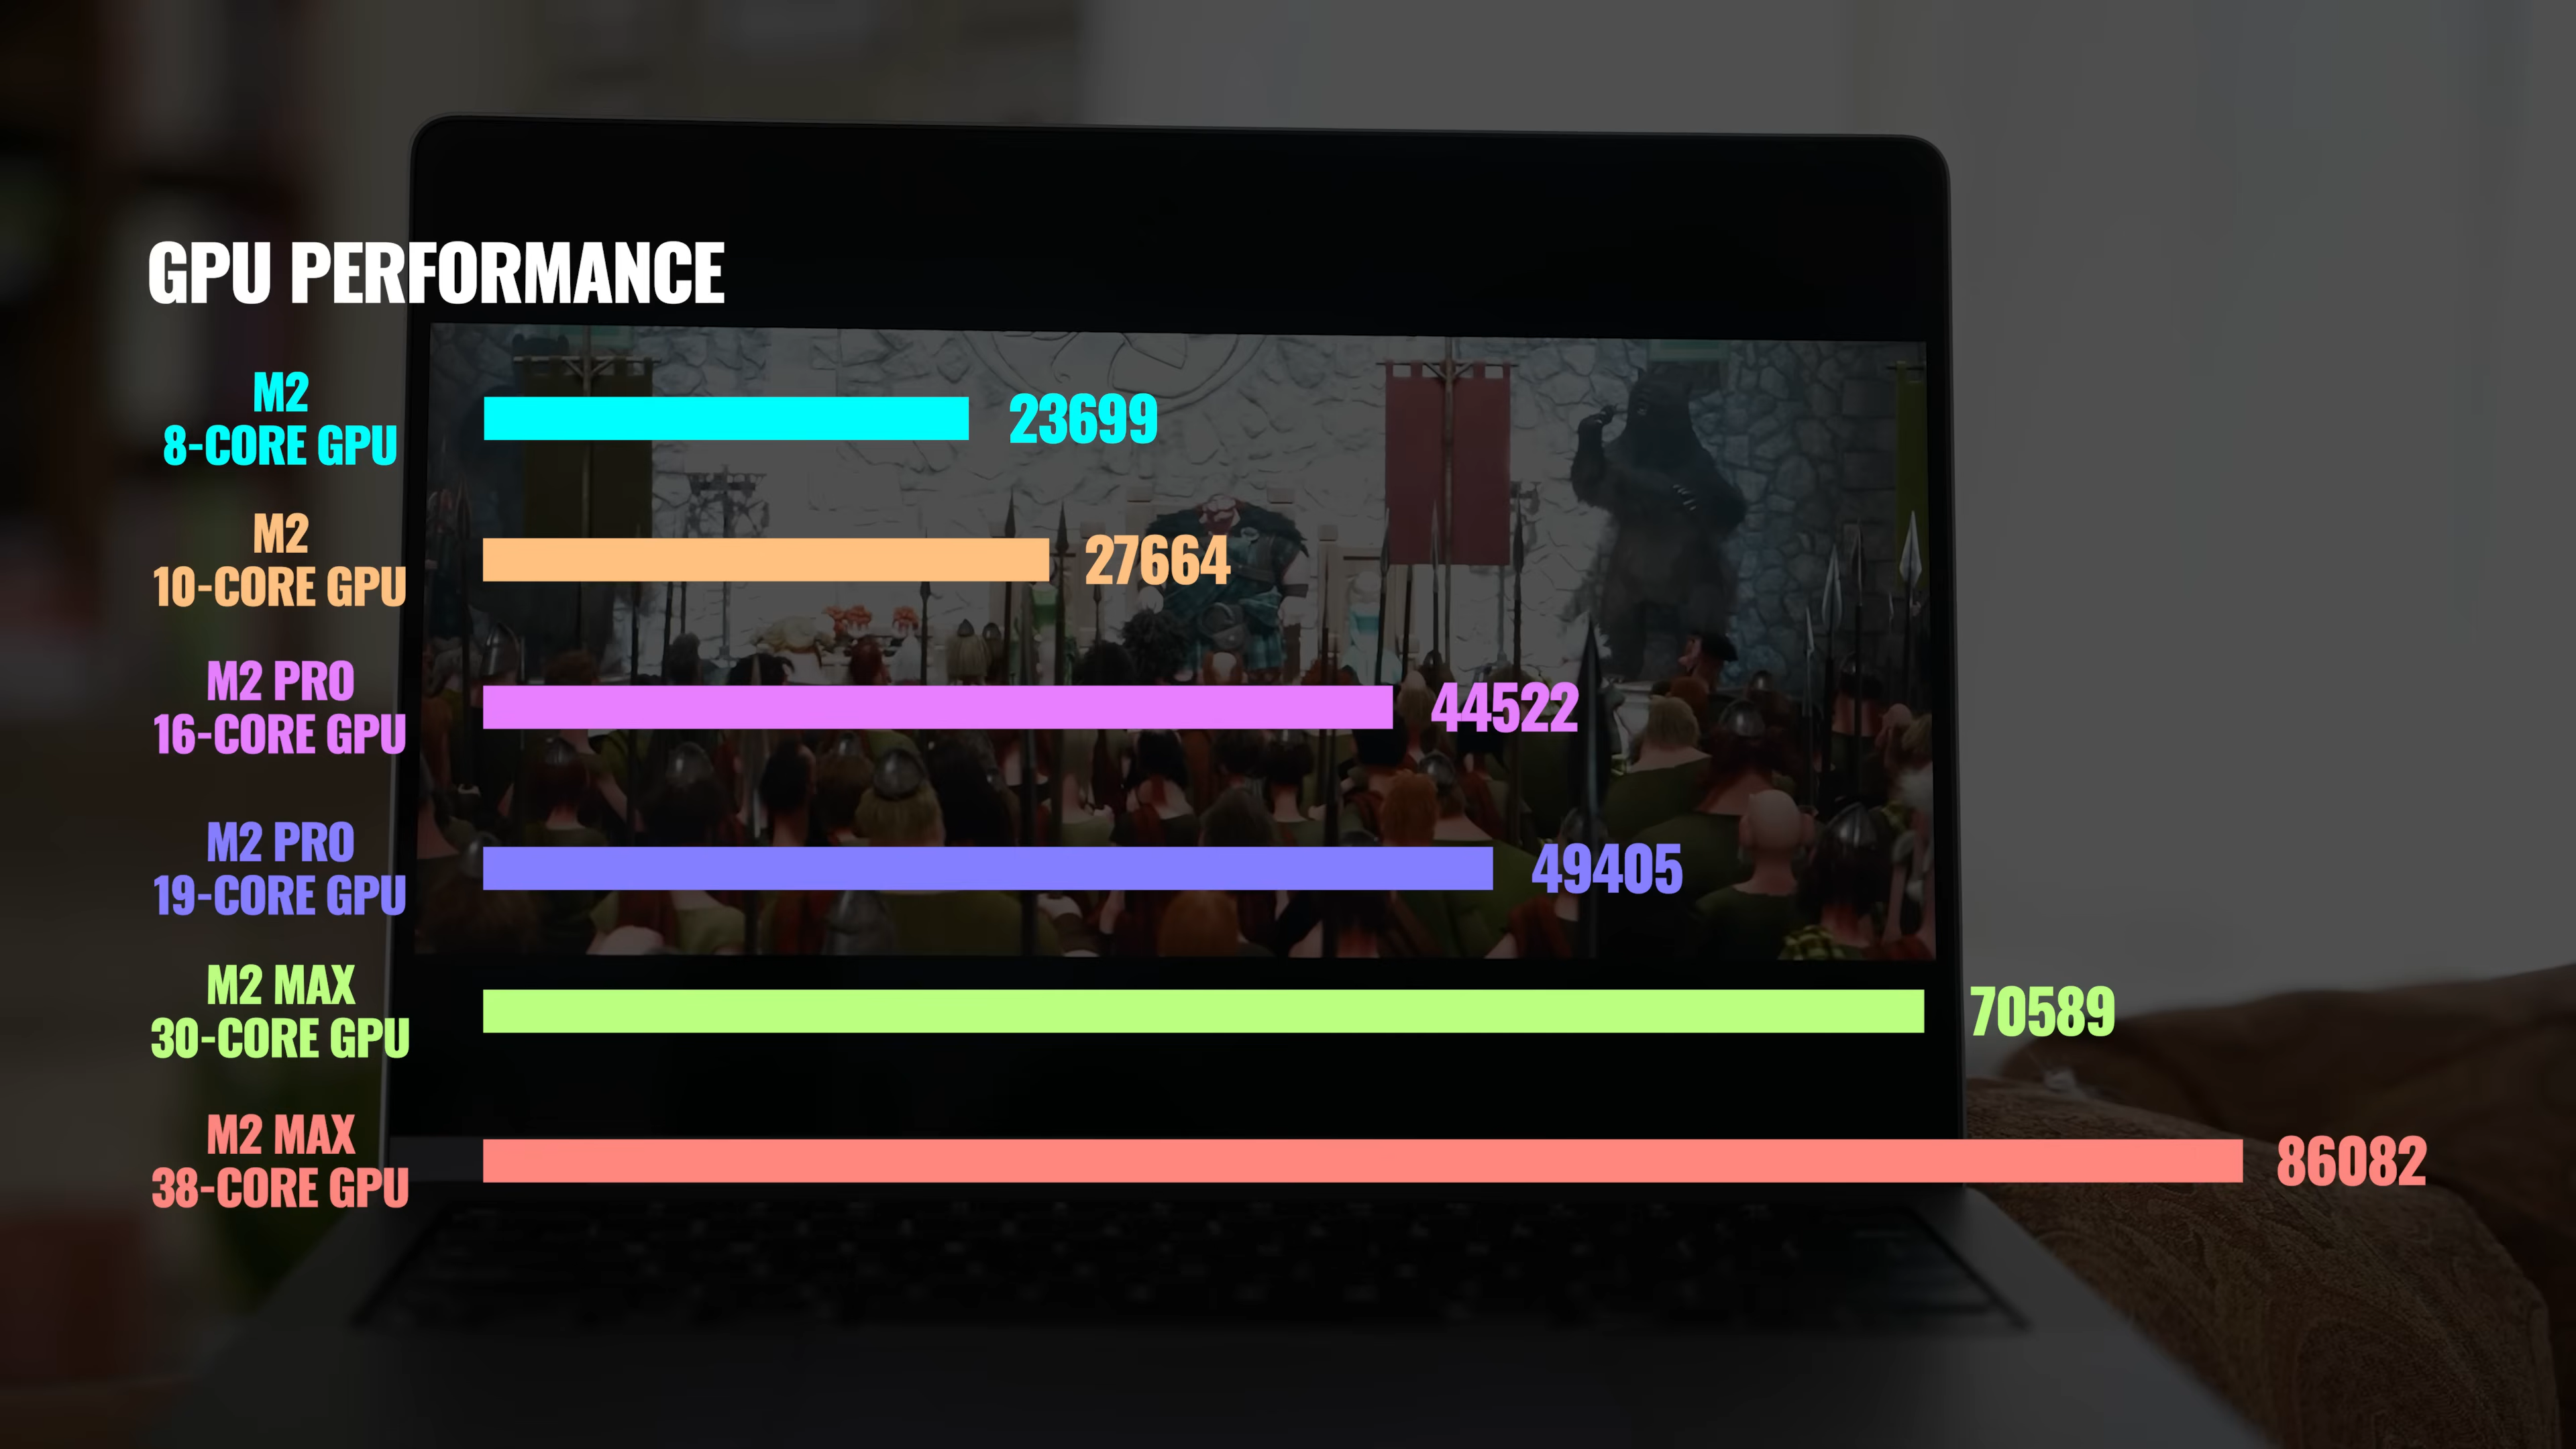 GPU PERFORMANCE
M2
8-CORE GPU
23699
M2
10-CORE GPU
27664
M2 PRO
16-CORE GPU
44522
M2 PRO
19-CORE GPU
49405
M2 MAX
30-CORE GPU
70589
M2 MAX
38-CORE GPU
86082